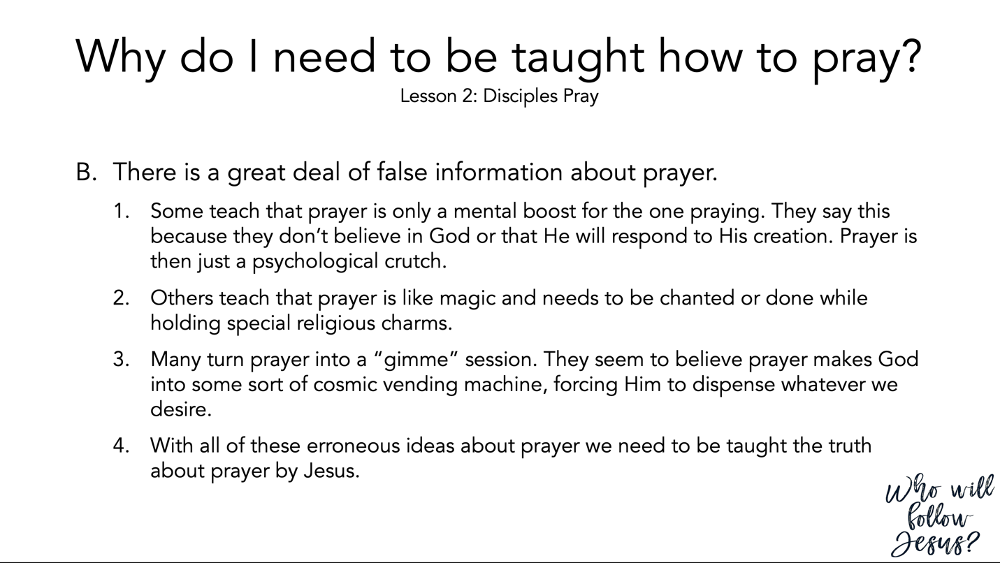 Why do I need to be taught how to pray?
Lesson 2: Disciples Pray
B. There is a great deal of false information about prayer.
1. Some teach that prayer is only a mental boost for the one praying. They say this
because they don’t believe in God or that He will respond to His creation. Prayer is
then just a psychological crutch.
2. Others teach that prayer is like magic and needs to be chanted or done while
holding special religious charms.
3. Many turn prayer into a “gimme” session. They seem to believe prayer makes God
into some sort of cosmic vending machine, forcing Him to dispense whatever we
desire.
4. With all of these erroneous ideas about prayer we need to be taught the truth
about prayer by Jesus.
Who will
follow
Jesus?